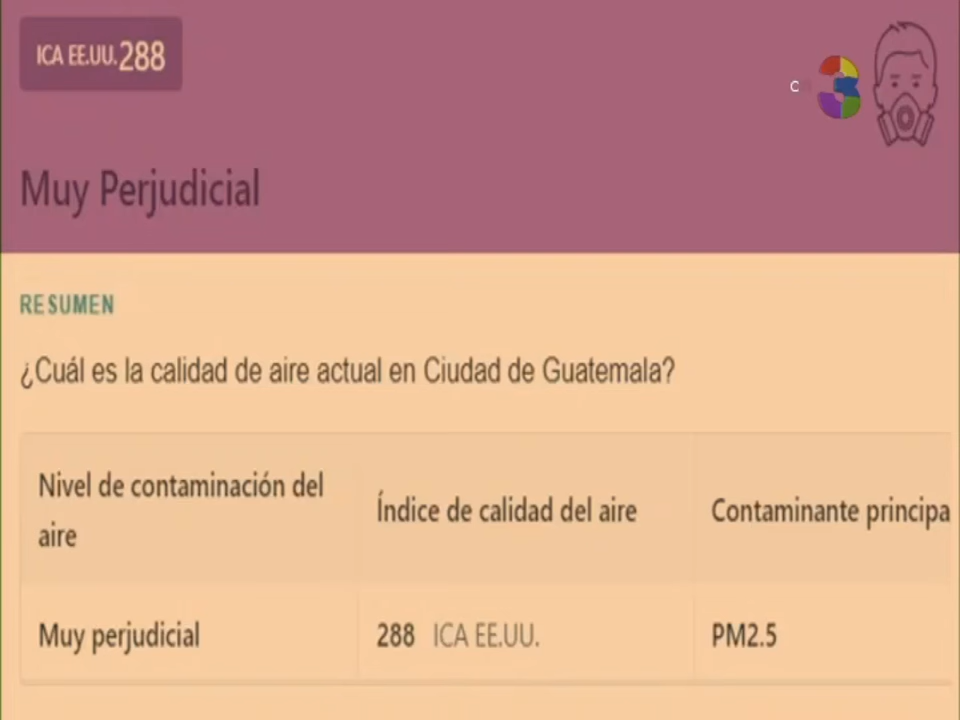 ICA EE.UU. 288
C
3
Muy Perjudicial
RESUMEN
¿Cuál es la calidad de aire actual en Ciudad de Guatemala?
Nivel de contaminación del
aire
Índice de calidad del aire
Contaminante principa
Muy perjudicial
288 ICA EE.UU.
PM2.5